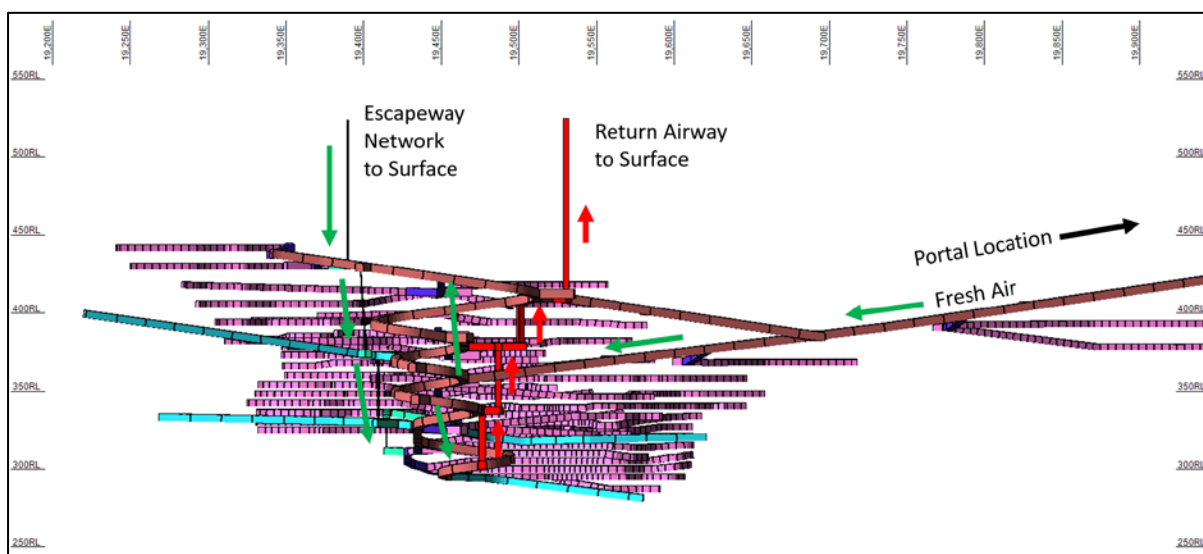 19,200E
19,250E
19,300E
19,350E
19,400E
19,450E
19,500E
19,550E
19,600E
19,650E
19,700E
19,750E
19,800E
19,850E
19,900E
550RL
550RL
Escapeway
Network
to Surface
Return Airway
to Surface
500RL
500RL
450RL
450RL
Portal Location
Fresh Air
400RL
400RL
350RL
350RL
300RL
300RL
250RL
250RL